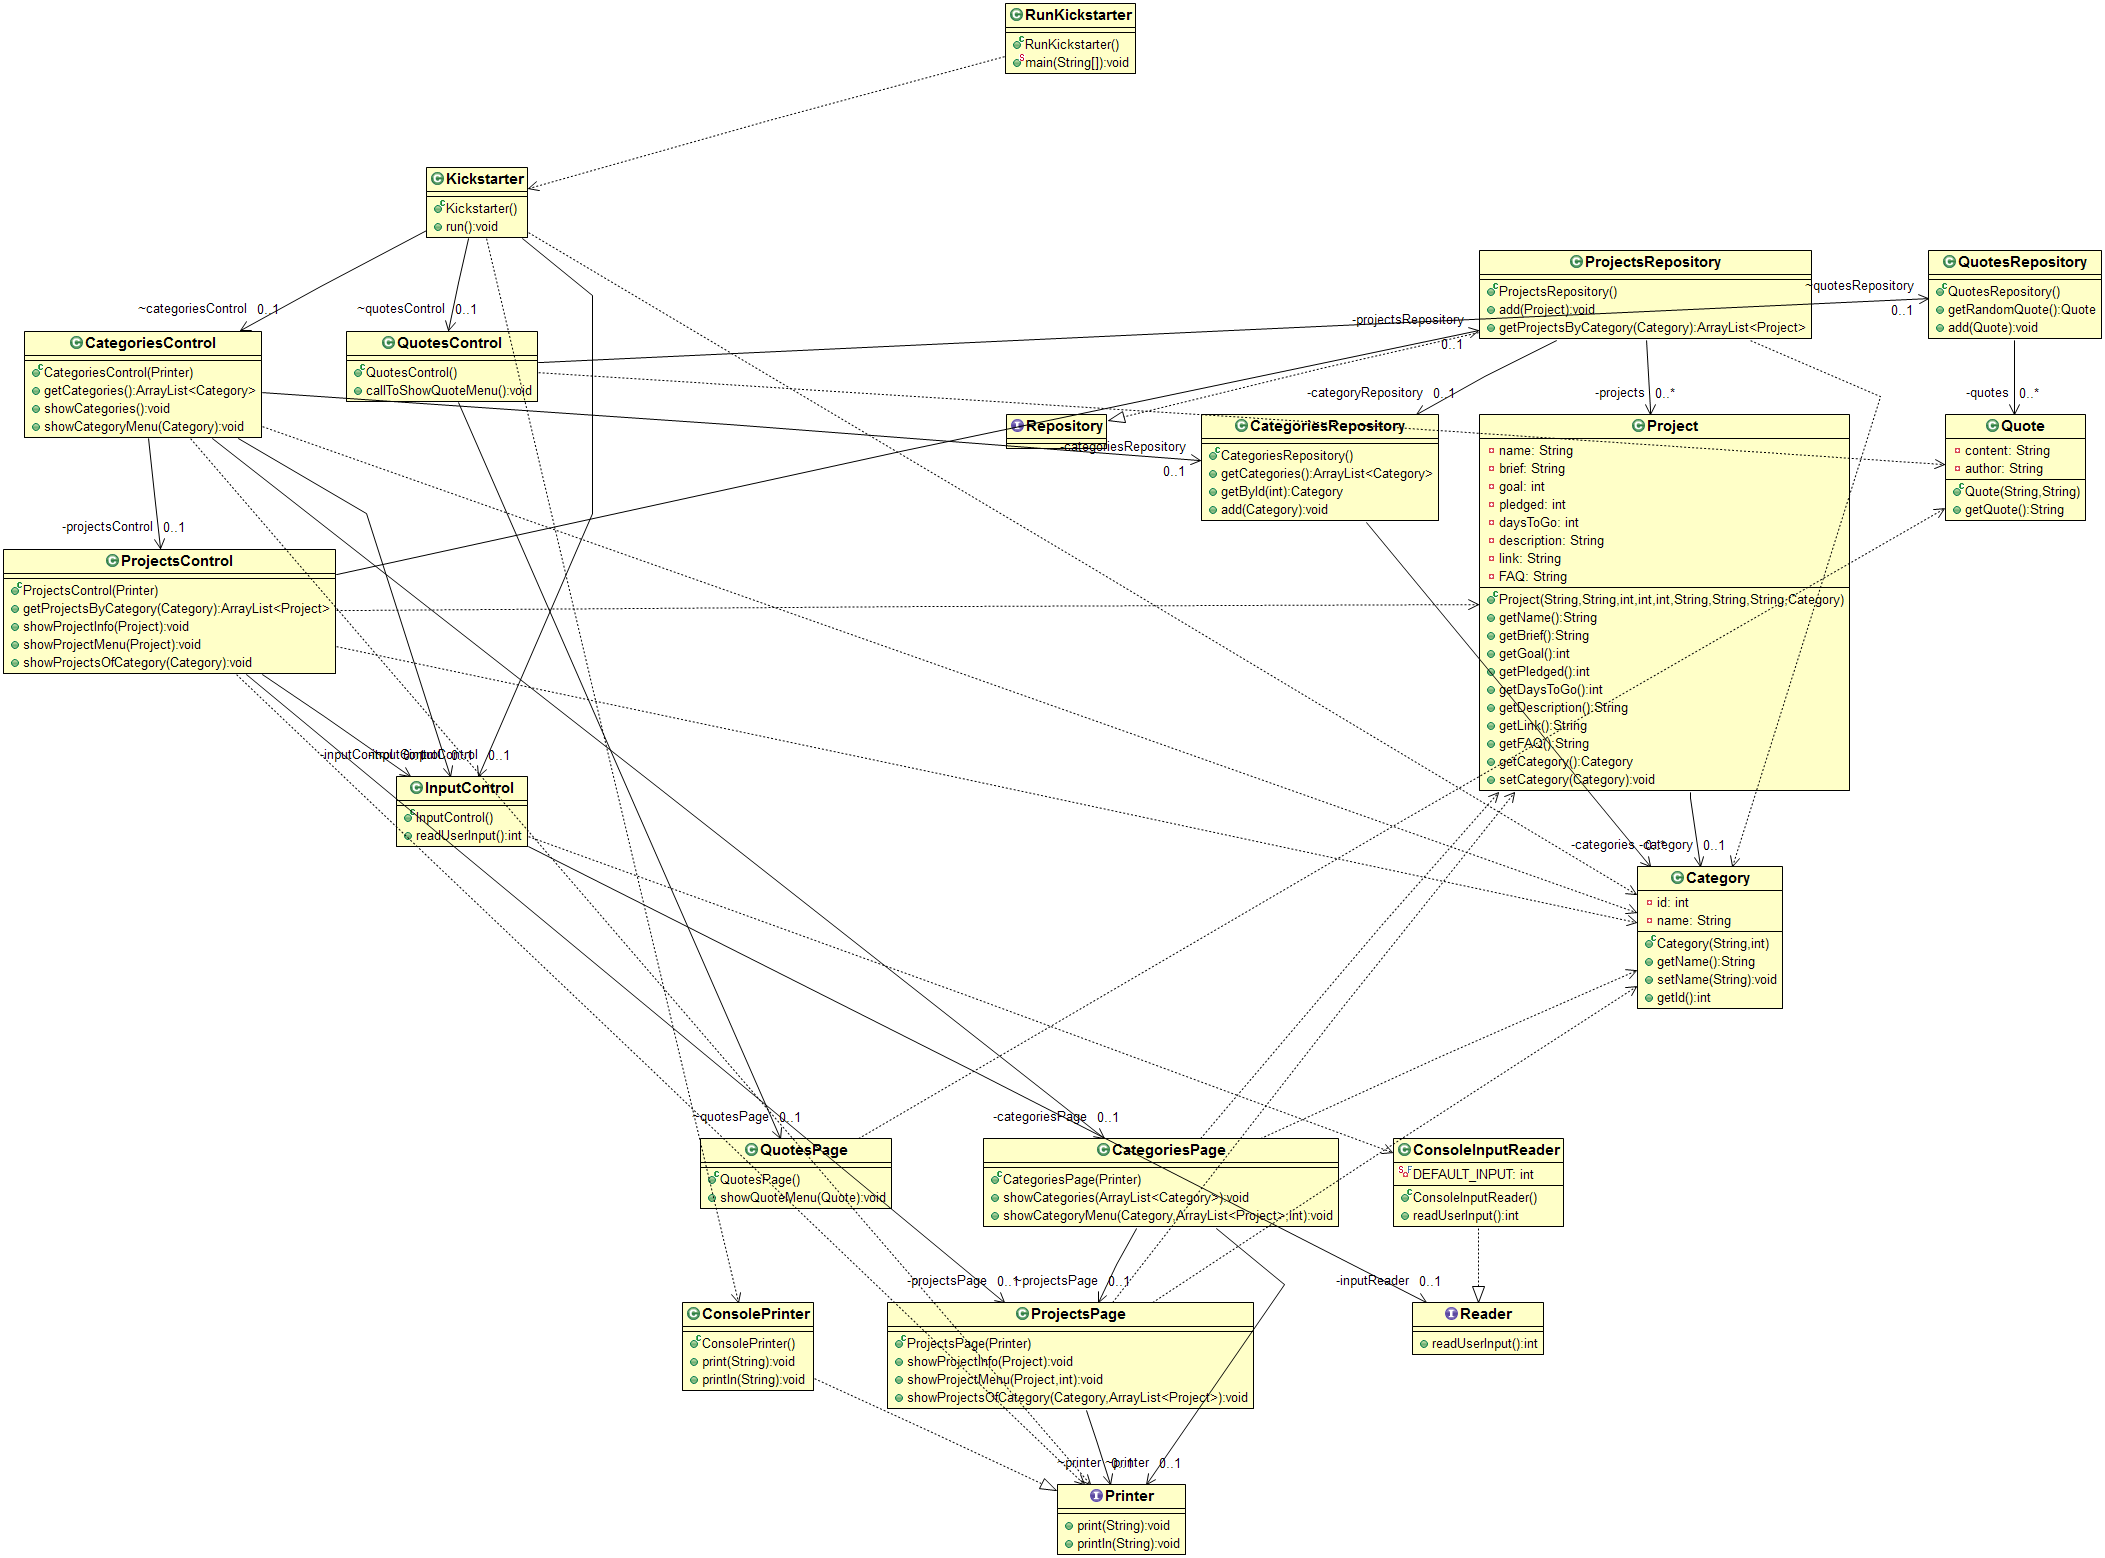 RunKickstarter
RunKickstarter()
main(String[]):void
Kickstarter
Kickstarter()
run():void
~categoriesControl 0..1
~quotesControl 0..1
ProjectsRepository
ProjectsRepository()
add(Project):void
getProjectsByCategory(Category):ArrayList<Project>
QuotesRepository
QuotesRepository()
getRandomQuote():Quote
add(Quote):void
~quotesRepository
0..1
-projectsRepository
0..1
CategoriesControl
CategoriesControl(Printer)
getCategories():ArrayList<Category>
showCategories():void
showCategoryMenu(Category):void
QuotesControl
QuotesControl()
callToShowQuoteMenu():void
-categoryRepository 0..1
-projects 0..*
-quotes 0..*
Repository
-categoriesRepository
0..1
CategoriesRepository
CategoriesRepository()
getCategories():ArrayList<Category>
getById(int):Category
add(Category):void
Project
name: String
brief: String
goal: int
pledged: int
daysToGo: int
description: String
link: String
FAQ: String
Project(String,String,int,int,int,String,String,String,Category)
getName():String
getBrief():String
getGoal():int
getPledged():int
getDaysToGo():int
getDescription():String
getLink():String
getFAQ():String
getCategory():Category
setCategory(Category):void
Quote
content: String
author: String
Quote(String,String)
getQuote():String
-projectsControl 0..1
ProjectsControl
ProjectsControl(Printer)
getProjectsByCategory(Category):ArrayList<Project>
showProjectInfo(Project):void
showProjectMenu(Project):void
showProjectsOfCategory(Category):void
-inputControl 0..1
InputControl
InputControl()
readUserInput():int
-categories 0..*
-category 0..1
Category
id: int
name: String
Category(String,int)
getName():String
setName(String):void
getId():int
~quotesPage 0..1
-categoriesPage 0..1
QuotesPage
QuotesPage()
showQuoteMenu(Quote):void
CategoriesPage
CategoriesPage(Printer)
showCategories(ArrayList<Category>):void
showCategoryMenu(Category,ArrayList<Project>,int):void
ConsoleInputReader
DEFAULT_INPUT: int
ConsoleInputReader()
readUserInput():int
-projectsPage 0..1
~projectsPage 0..1
-inputReader 0..1
ConsolePrinter
ConsolePrinter()
print(String):void
println(String):void
ProjectsPage
ProjectsPage(Printer)
showProjectInfo(Project):void
showProjectMenu(Project,int):void
showProjectsOfCategory(Category,ArrayList<Project>):void
Reader
readUserInput():int
~printer 0..1
~printer 0..1
Printer
print(String):void
println(String):void